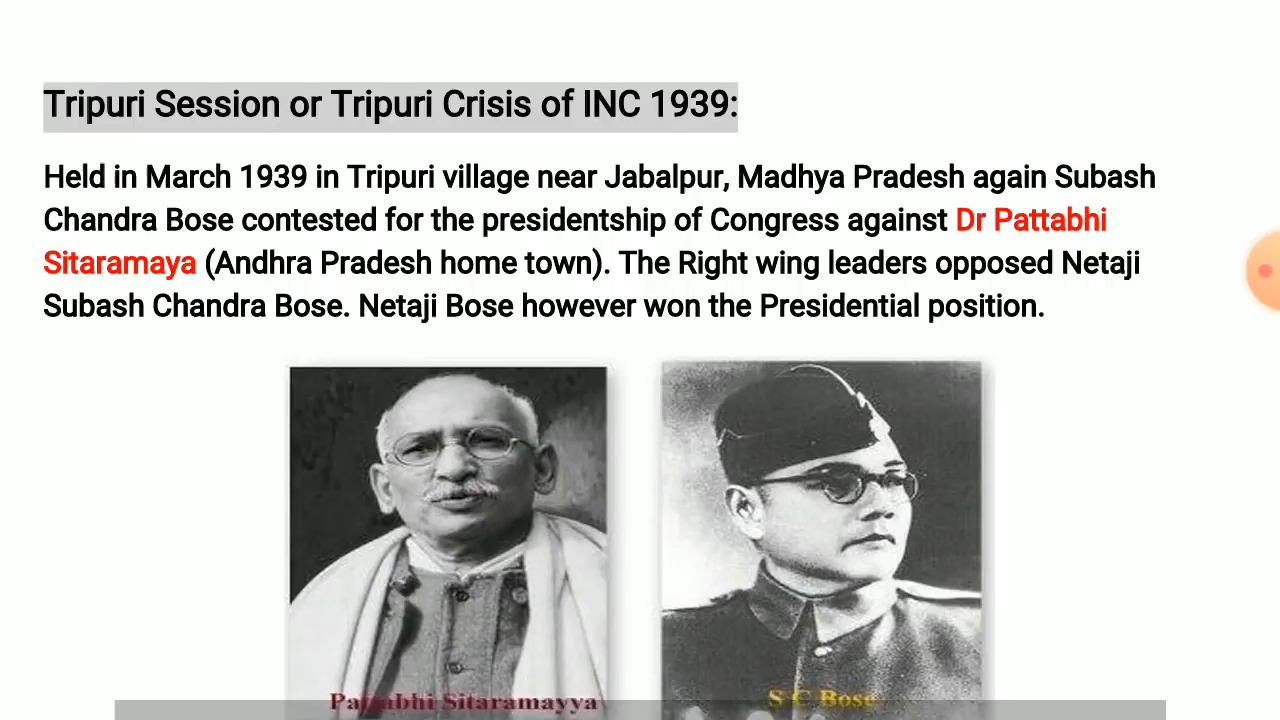 Tripuri Session or Tripuri Crisis of INC 1939:
Held in March 1939 in Tripuri village near Jabalpur, Madhya Pradesh again Subash
Chandra Bose contested for the presidentship of Congress against Dr Pattabhi
Sitaramaya (Andhra Pradesh home town). The Right wing leaders opposed Netaji
Subash Chandra Bose. Netaji Bose however won the Presidential position.
Pattabhi Sitaramayya
S C Bose